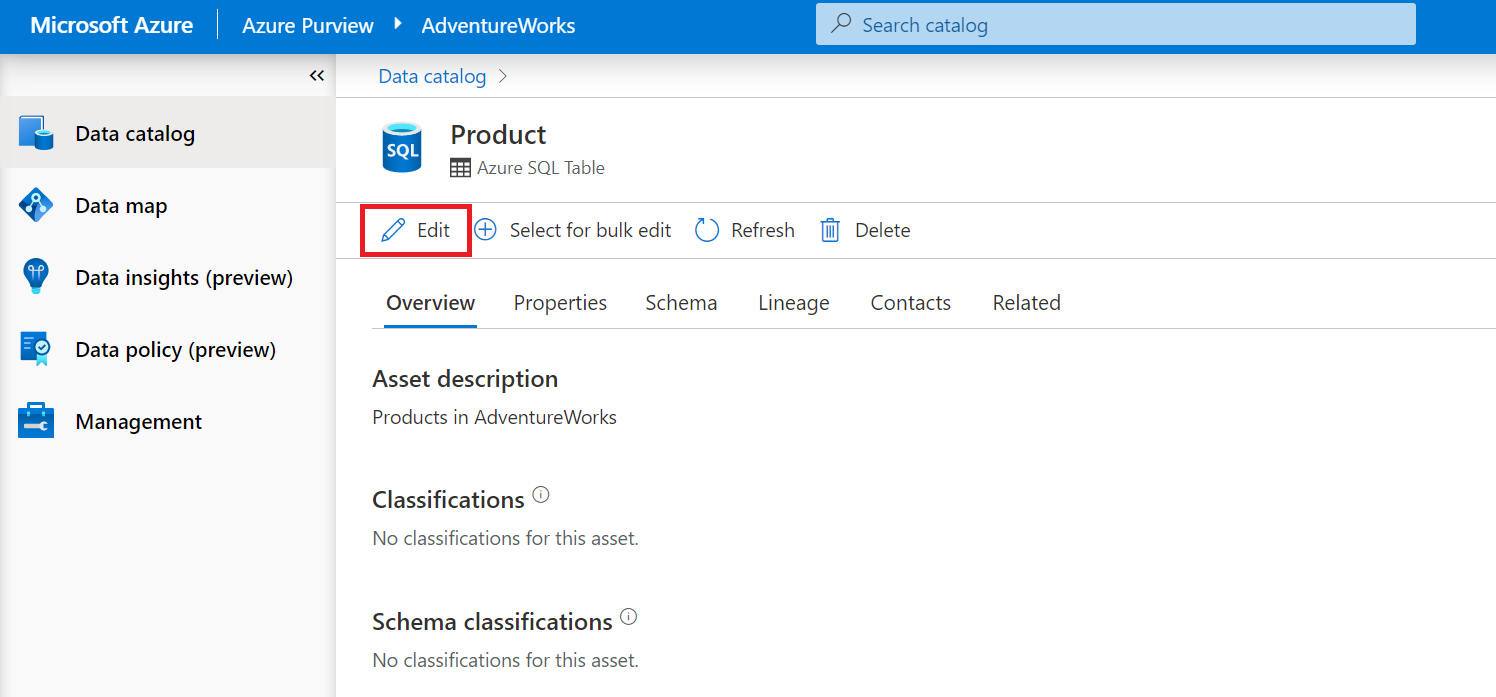 Microsoft Azure Azure Purview AdventureWorks Search catalog
Data catalog
Data map
Data insights (preview)
Data policy (preview)
Management
Data catalog
SQL
Product
Azure SQL Table
Edit Select for bulk edit Refresh Delete
Overview Properties Schema Lineage Contacts Related
Asset description
Products in AdventureWorks
Classifications
No classifications for this asset.
Schema classifications
No classifications for this asset.